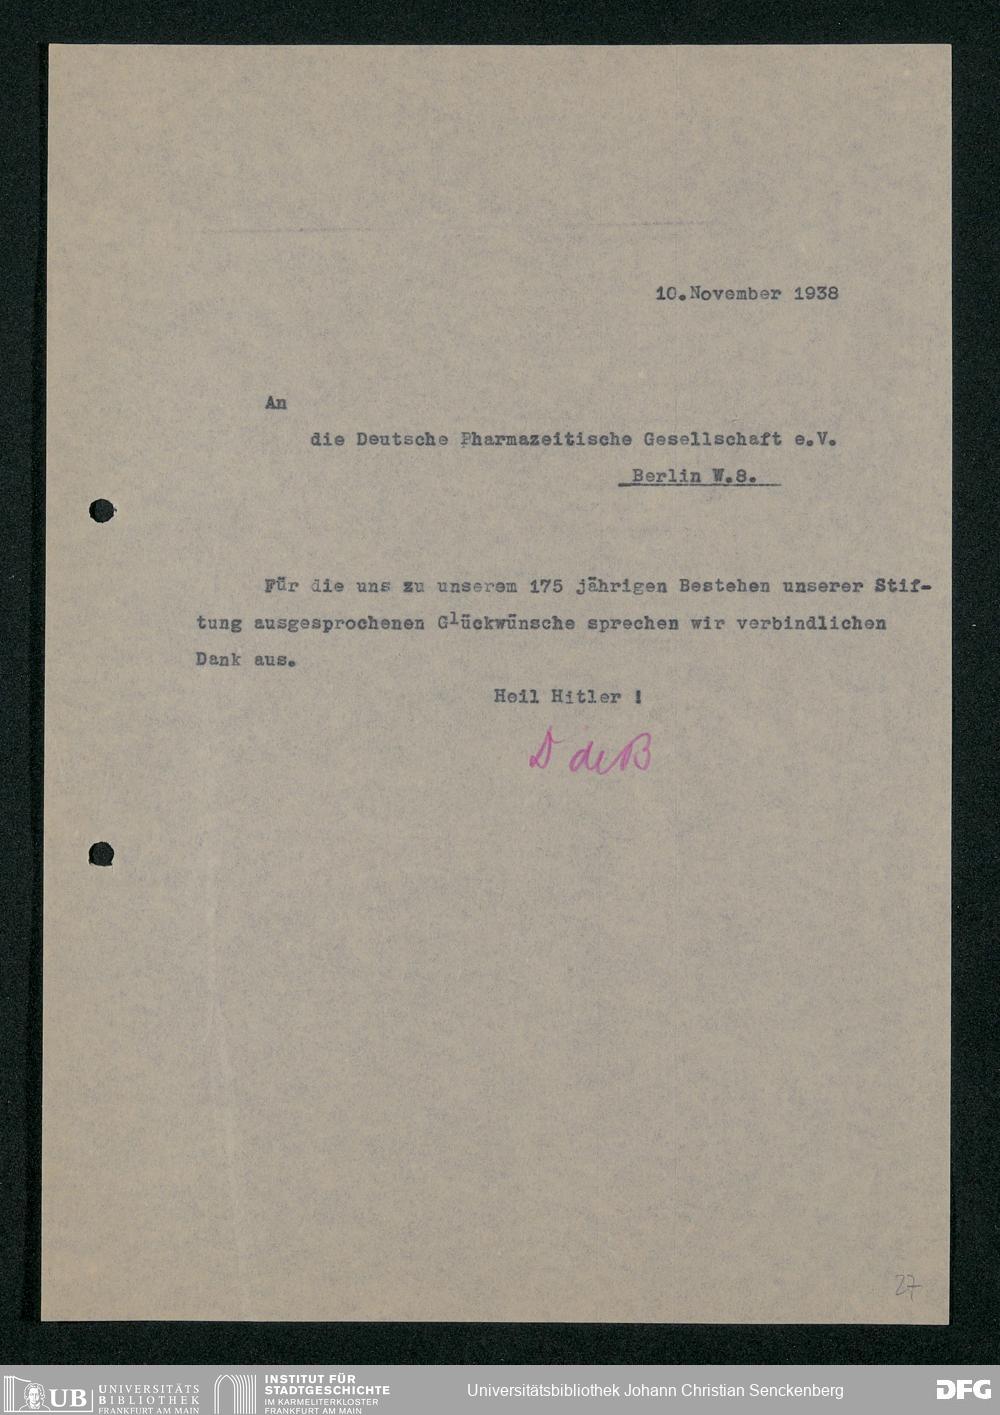 10.November 1938
An
die Deutsche Pharmazeitische Gesellschaft e.V.
Berlin W.8.
Für die uns zu unserem 175 jährigen Bestehen unserer Stif-
tung ausgesprochenen Glückwünsche sprechen wir verbindlichen
Dank aus.
Heil Hitler !
D de B
27
UB UNIVERSITÄTS
BIBLIOTHEK
FRANKFURT AM MAIN
INSTITUT FÜR
STADTGESCHICHTE
IM KARMELITERKLOSTER
FRANKFURT AM MAIN
Universitätsbibliothek Johann Christian Senckenberg
DFG